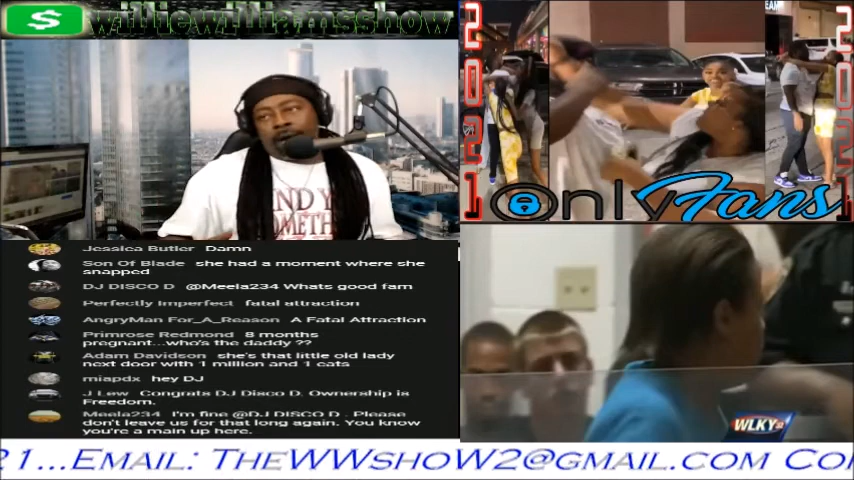 $ williewilliamsshow
2021
2021
OnlyFans
Jessica Butler Damn
Son Of Blade she had a moment where she
snapped
DJ DISCO D @Meela234 Whats good fam
Perfectly Imperfect fatal attraction
AngryMan For_A_Reason A Fatal Attraction
Primrose Redmond 8 months
pregnant...who's the daddy ??
Adam Davidson she's that little old lady
next door with 1 million and 1 cats
miapdx hey DJ
J Lew Congrats DJ Disco D. Ownership is
Freedom.
Meela234 I'm fine @DJ DISCO D . Please
don't leave us for that long again. You know
you're a main up here.
WLKY
21...Email: TheWWshoW2@gmail.com Co